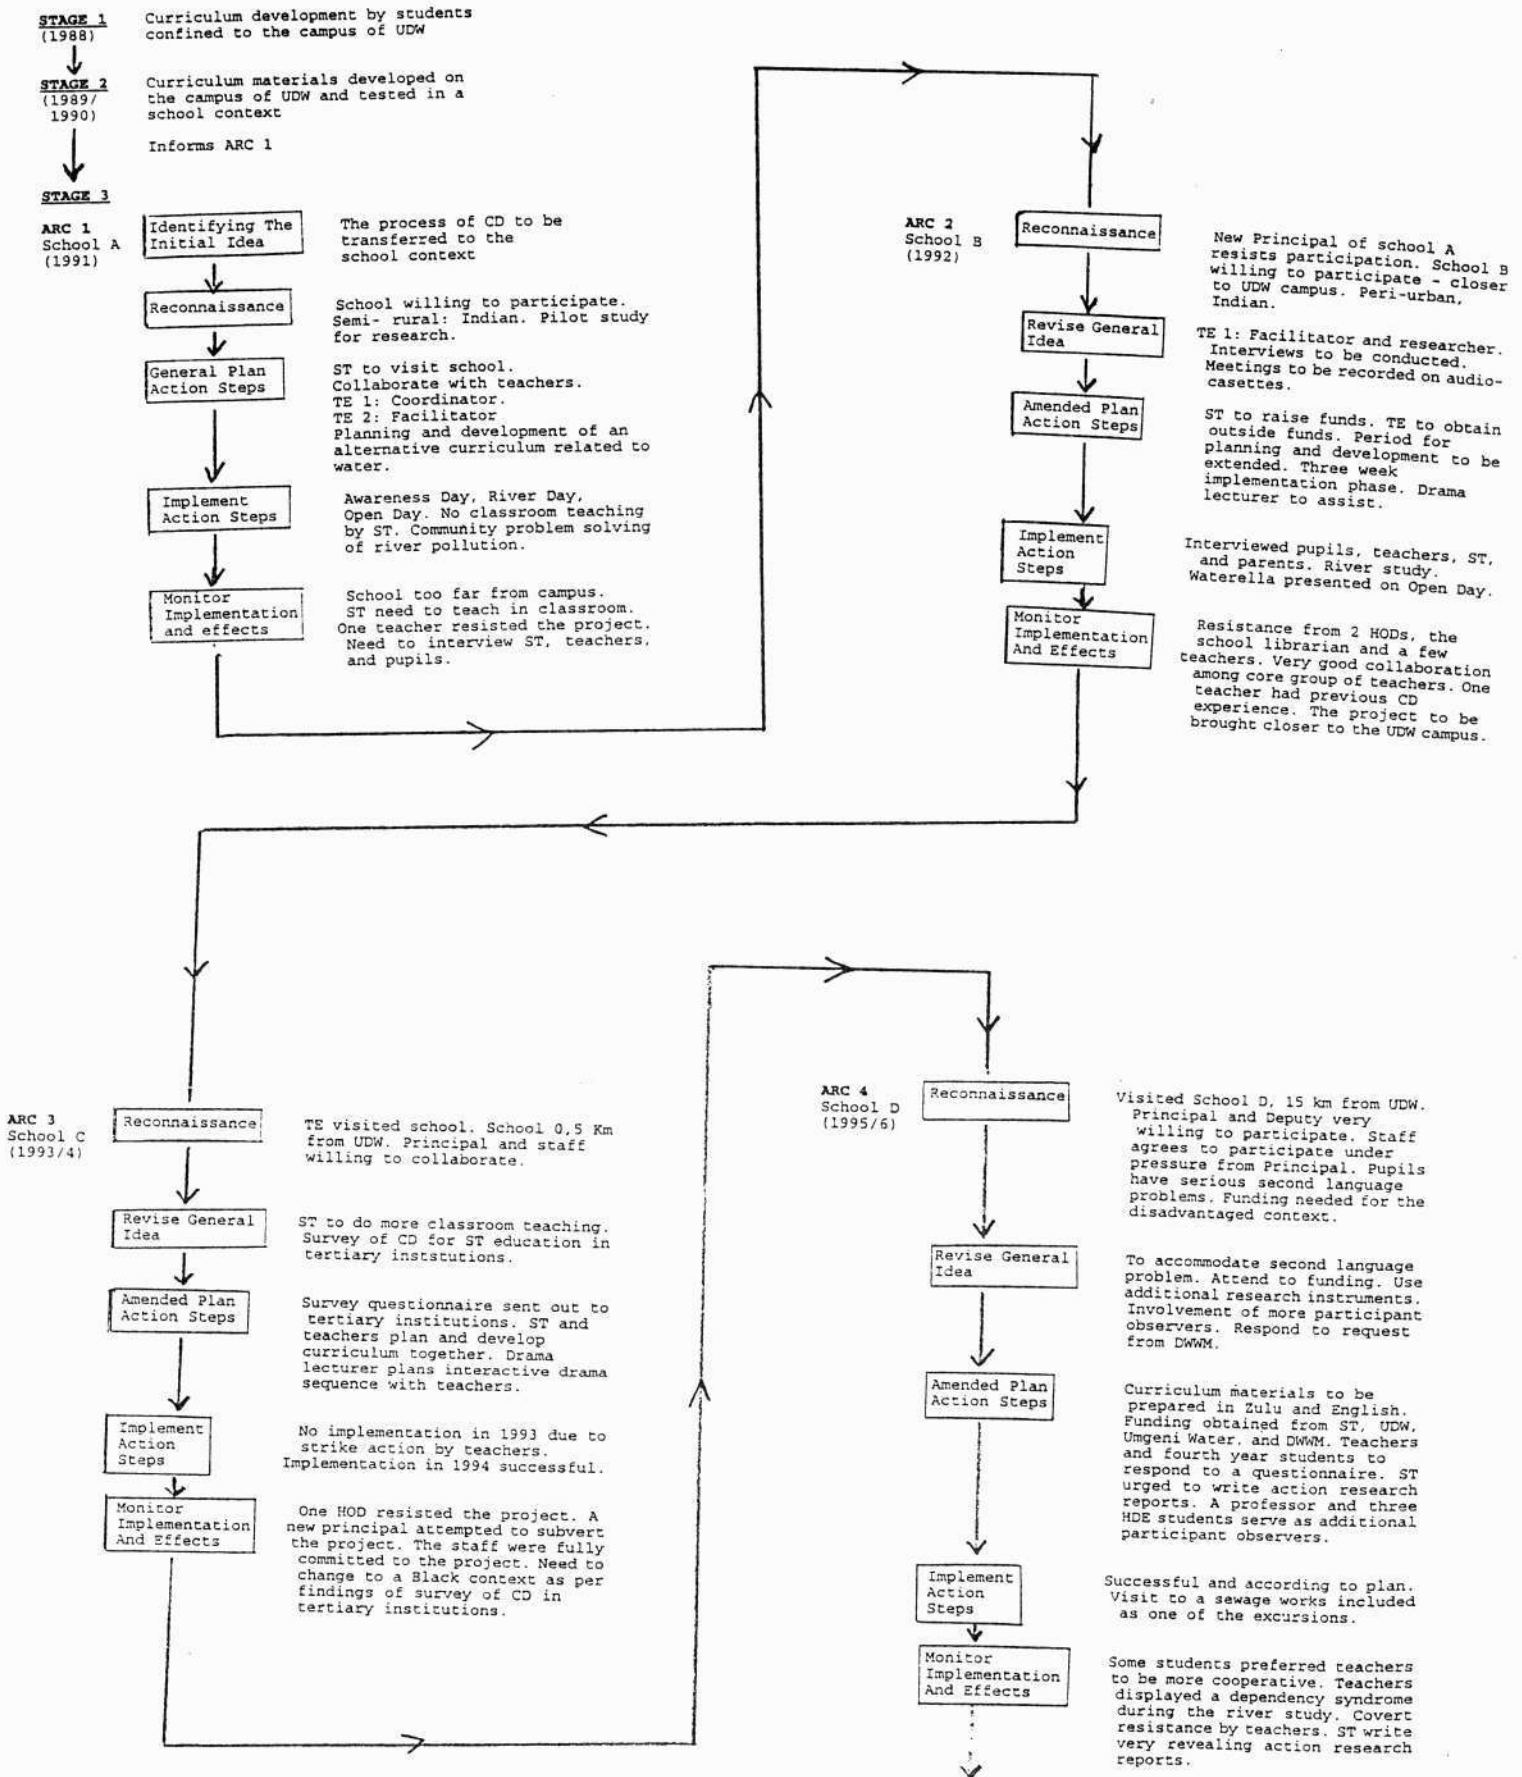 STAGE 1
(1988)
Curriculum development by students
confined to the campus of UDW
STAGE 2
(1989/
1990)
Curriculum materials developed on
the campus of UDW and tested in a
school context
Informs ARC 1
STAGE 3
ARC 1
School A
(1991)
Identifying The
Initial Idea
The process of CD to be
transferred to the
school context
Reconnaissance
School willing to participate.
Semi- rural: Indian. Pilot study
for research.
General Plan
Action Steps
ST to visit school.
Collaborate with teachers.
TE 1: Coordinator.
TE 2: Facilitator
Planning and development of an
alternative curriculum related to
water.
Implement
Action Steps
Awareness Day, River Day,
Open Day. No classroom teaching
by ST. Community problem solving
of river pollution.
Monitor
Implementation
and effects
School too far from campus.
ST need to teach in classroom.
One teacher resisted the project.
Need to interview ST, teachers,
and pupils.
ARC 2
School B
(1992)
Reconnaissance
New Principal of school A
resists participation. School B
willing to participate - closer
to UDW campus. Peri-urban,
Indian.
Revise General
Idea
TE 1: Facilitator and researcher.
Interviews to be conducted.
Meetings to be recorded on audio-
casettes.
Amended Plan
Action Steps
ST to raise funds. TE to obtain
outside funds. Period for
planning and development to be
extended. Three week
implementation phase. Drama
lecturer to assist.
Implement
Action
Steps
Interviewed pupils, teachers, ST,
and parents. River study.
Waterella presented on Open Day.
Monitor
Implementation
And Effects
Resistance from 2 HODs, the
school librarian and a few
teachers. Very good collaboration
among core group of teachers. One
teacher had previous CD
experience. The project to be
brought closer to the UDW campus.
ARC 3
School C
(1993/4)
Reconnaissance
TE visited school. School 0,5 Km
from UDW. Principal and staff
willing to collaborate.
Revise General
Idea
ST to do more classroom teaching.
Survey of CD for ST education in
tertiary inststutions.
Amended Plan
Action Steps
Survey questionnaire sent out to
tertiary institutions. ST and
teachers plan and develop
curriculum together. Drama
lecturer plans interactive drama
sequence with teachers.
Implement
Action
Steps
No implementation in 1993 due to
strike action by teachers.
Implementation in 1994 successful.
Monitor
Implementation
And Effects
One HOD resisted the project. A
new principal attempted to subvert
the project. The staff were fully
committed to the project. Need to
change to a Black context as per
findings of survey of CD in
tertiary institutions.
ARC 4
School D
(1995/6)
Reconnaissance
Visited School D, 15 km from UDW.
Principal and Deputy very
willing to participate. Staff
agrees to participate under
pressure from Principal. Pupils
have serious second language
problems. Funding needed for the
disadvantaged context.
Revise General
Idea
To accommodate second language
problem. Attend to funding. Use
additional research instruments.
Involvement of more participant
observers. Respond to request
from DWWM.
Amended Plan
Action Steps
Curriculum materials to be
prepared in Zulu and English.
Funding obtained from ST, UDW,
Umgeni Water, and DWWM. Teachers
and fourth year students to
respond to a questionnaire. ST
urged to write action research
reports. A professor and three
HDE students serve as additional
participant observers.
Implement
Action
Steps
Successful and according to plan.
Visit to a sewage works included
as one of the excursions.
Monitor
Implementation
And Effects
Some students preferred teachers
to be more cooperative. Teachers
displayed a dependency syndrome
during the river study. Covert
resistance by teachers. ST write
very revealing action research
reports.